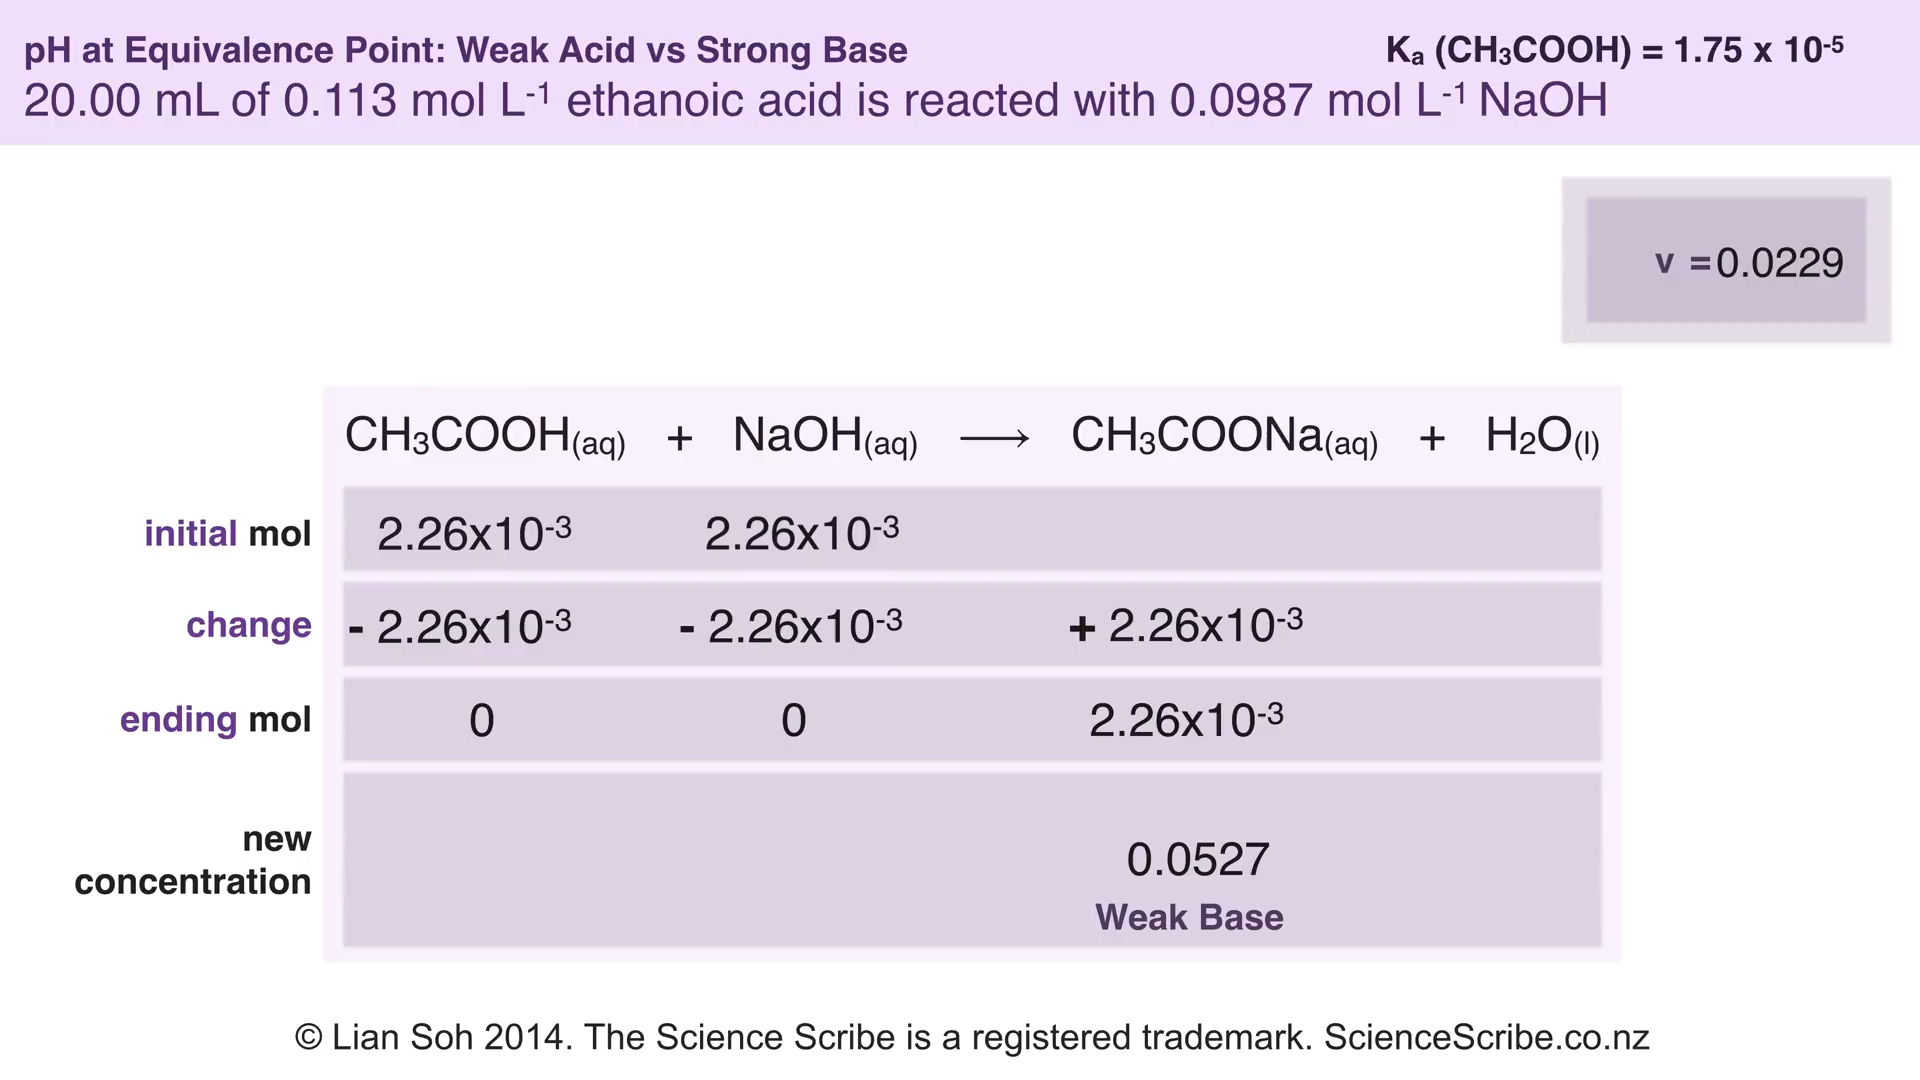 pH at Equivalence Point: Weak Acid vs Strong Base
Kₐ (CH₃COOH) = 1.75 x 10⁻⁵
20.00 mL of 0.113 mol L⁻¹ ethanoic acid is reacted with 0.0987 mol L⁻¹ NaOH
v = 0.0229
CH₃COOH(aq) + NaOH(aq) ⟶ CH₃COONa(aq) + H₂O(l)
initial mol 2.26x10⁻³ 2.26x10⁻³
change - 2.26x10⁻³ - 2.26x10⁻³ + 2.26x10⁻³
ending mol 0 0 2.26x10⁻³
new
concentration
0.0527
Weak Base
© Lian Soh 2014. The Science Scribe is a registered trademark. ScienceScribe.co.nz